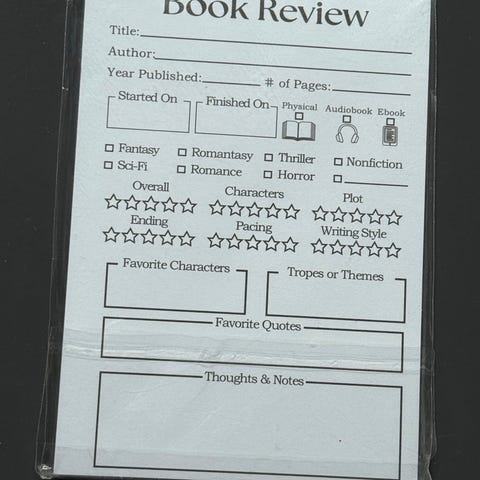 Book Review
Title:
Author:
Year Published: # of Pages:
Started On Finished On Physical Audiobook Ebook
Fantasy Romantasy Thriller Nonfiction
Sci-Fi Romance Horror
Overall Characters Plot
Ending Pacing Writing Style
Favorite Characters Tropes or Themes
Favorite Quotes
Thoughts & Notes